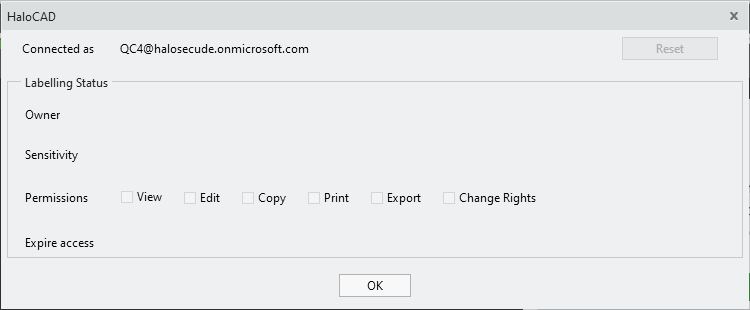 HaloCAD x
Connected as QC4@halosecude.onmicrosoft.com Reset
Labelling Status
Owner
Sensitivity
Permissions View Edit Copy Print Export Change Rights
Expire access
OK